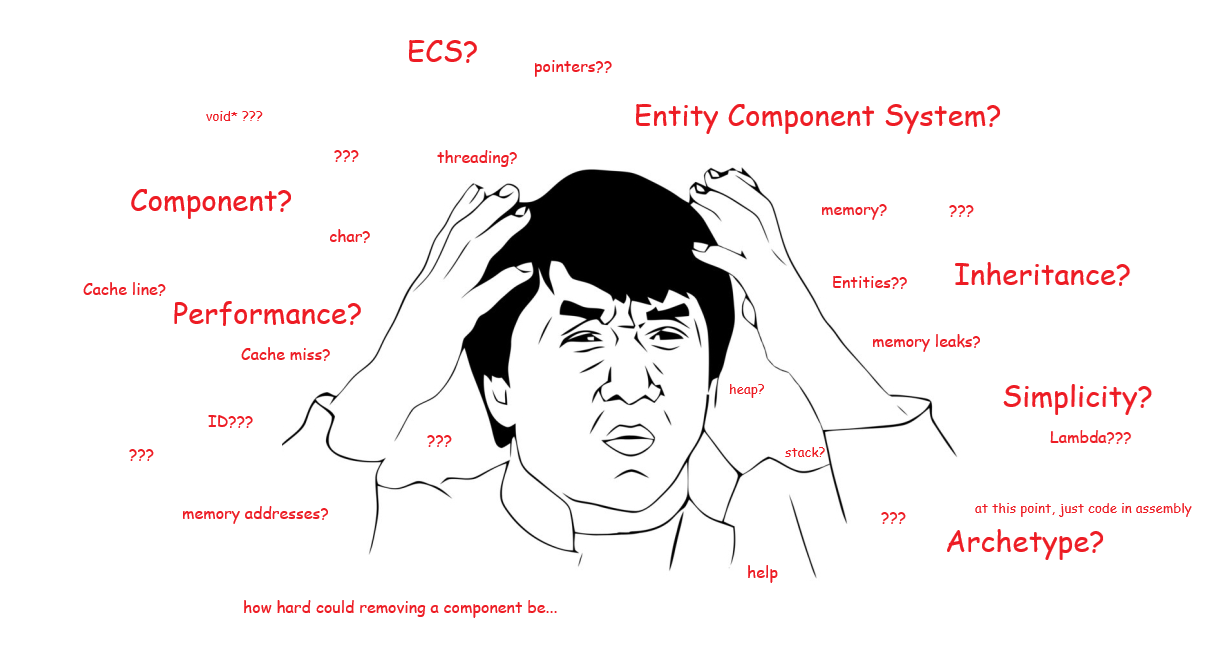 ECS?
pointers??
void* ???
Entity Component System?
???
threading?
Component?
memory?
???
char?
Entities??
Inheritance?
Cache line?
Performance?
memory leaks?
Cache miss?
heap?
Simplicity?
ID???
Lambda???
???
???
stack?
memory addresses?
at this point, just code in assembly
???
Archetype?
help
how hard could removing a component be...